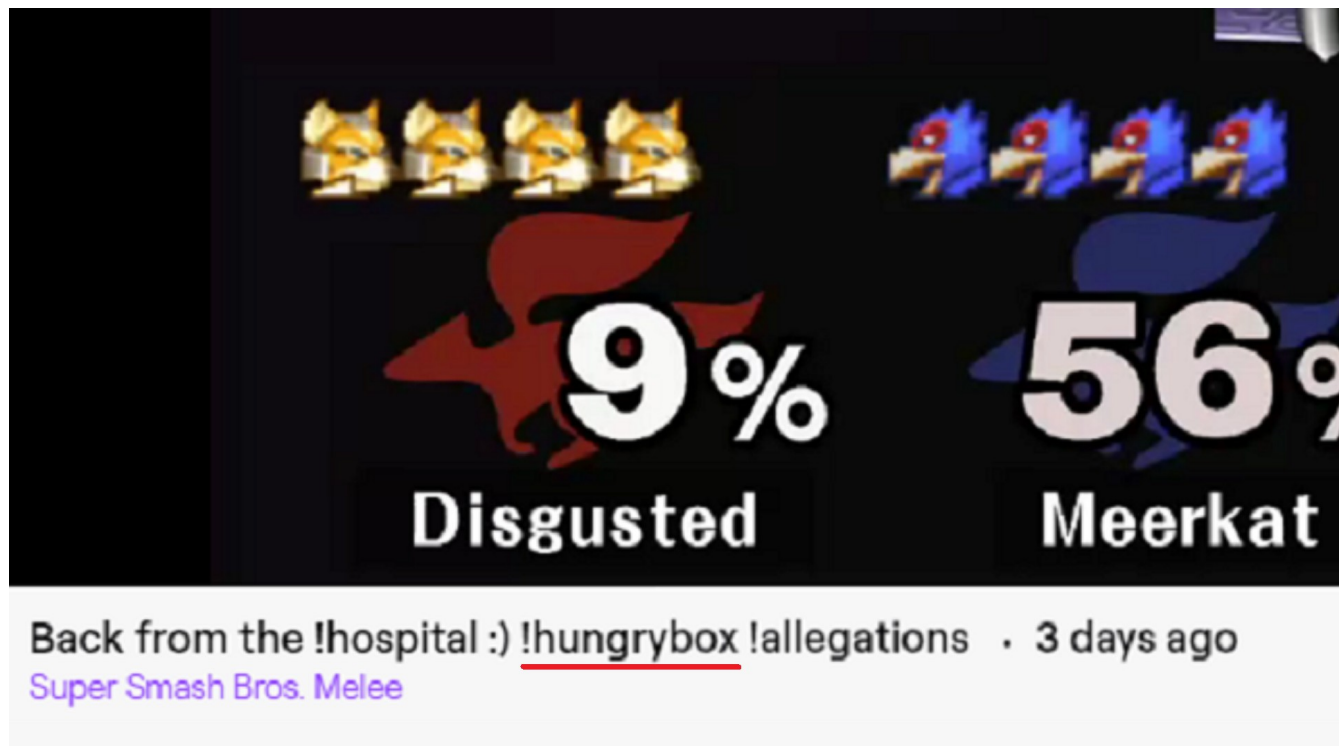 9%
56%
Disgusted
Meerkat
Back from the !hospital :) !hungrybox !allegations · 3 days ago
Super Smash Bros. Melee